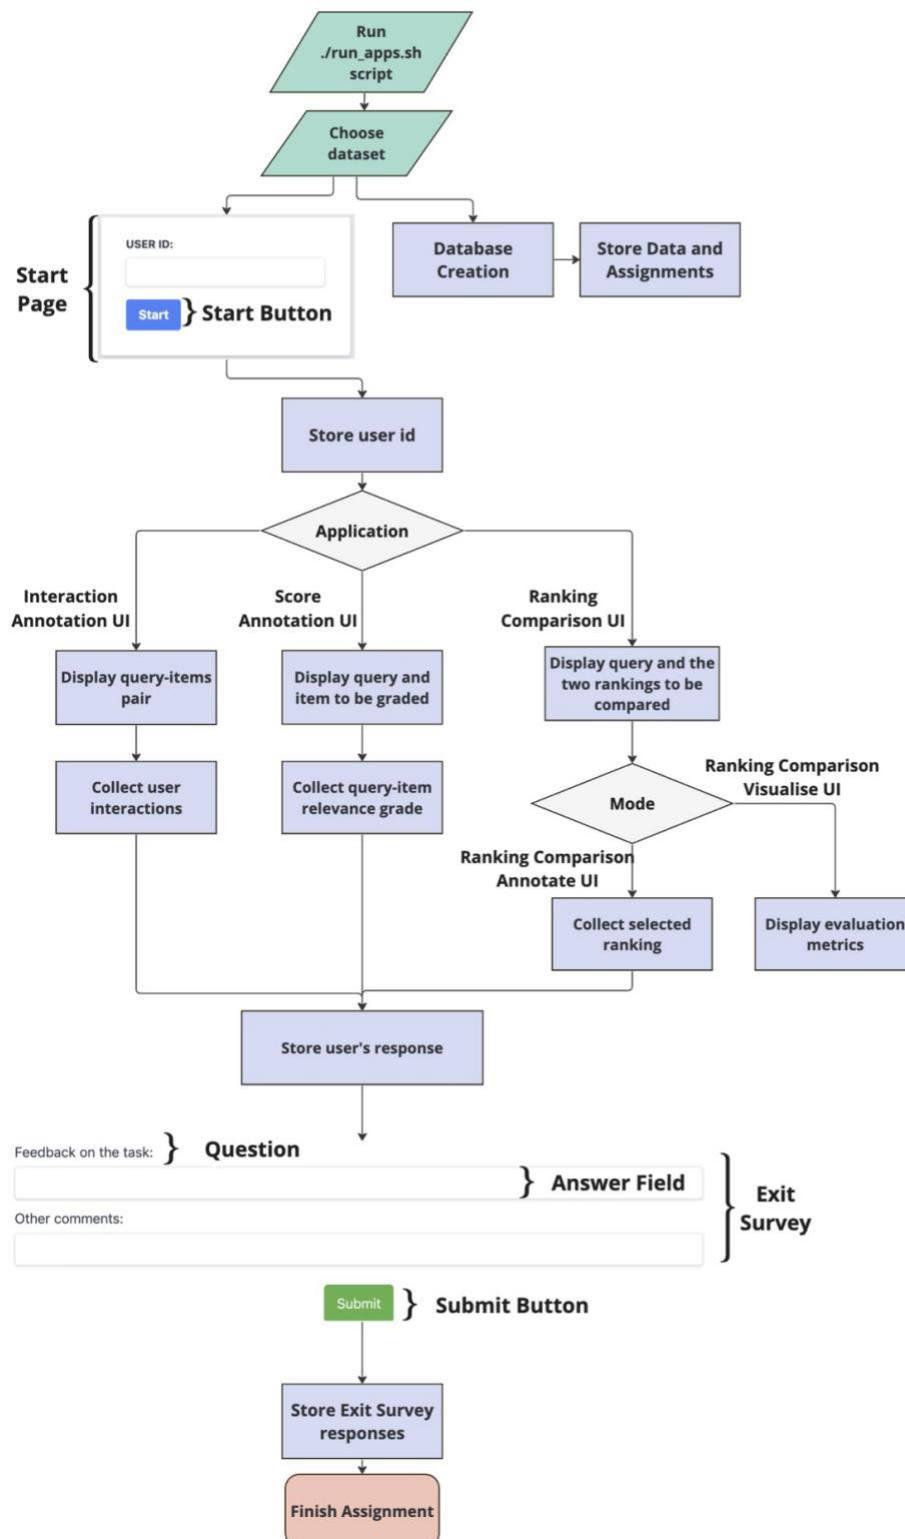 Run
./run_apps.sh
script
Choose
dataset
Start
Page
USER ID:
Start
} Start Button
Database
Creation
Store Data and
Assignments
Store user id
Application
Interaction
Annotation UI
Score
Annotation UI
Ranking
Comparison UI
Display query-items
pair
Display query and
item to be graded
Display query and the
two rankings to be
compared
Collect user
interactions
Collect query-item
relevance grade
Mode
Ranking Comparison
Visualise UI
Ranking Comparison
Annotate UI
Collect selected
ranking
Display evaluation
metrics
Store user's response
Feedback on the task:
} Question
} Answer Field
Other comments:
Exit
Survey
Submit
} Submit Button
Store Exit Survey
responses
Finish Assignment